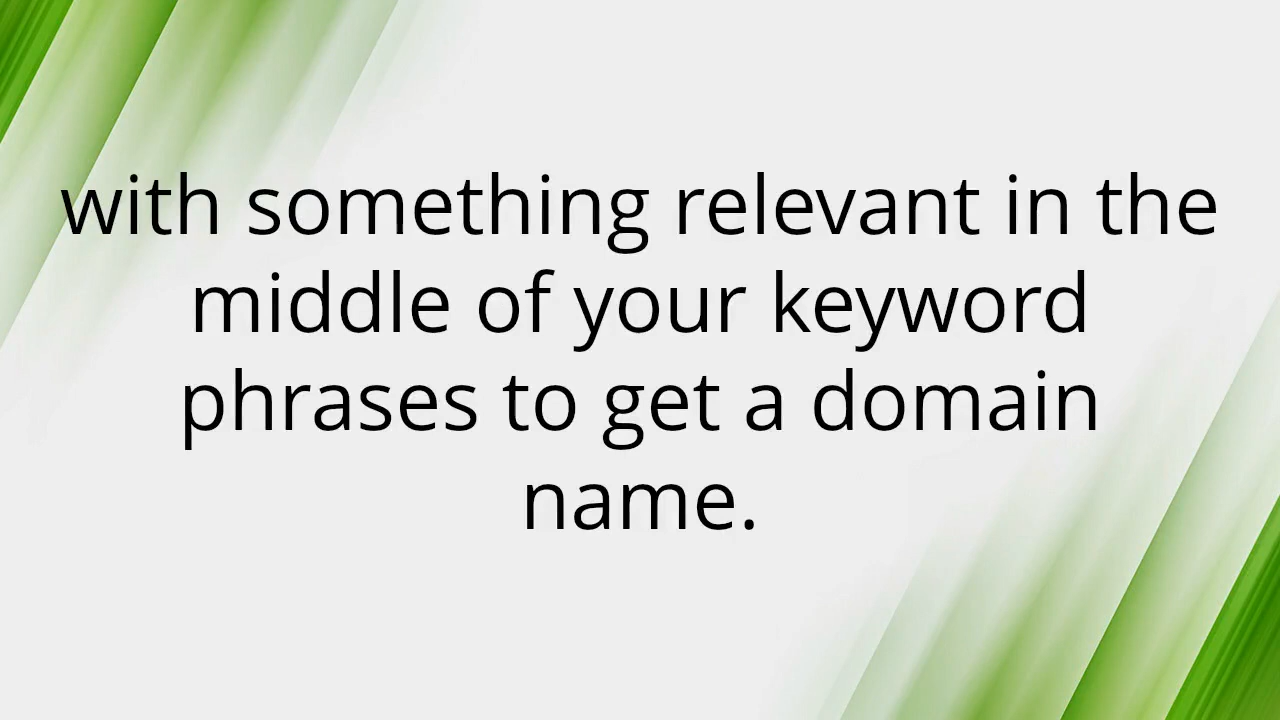 with something relevant in the
middle of your keyword
phrases to get a domain
name.